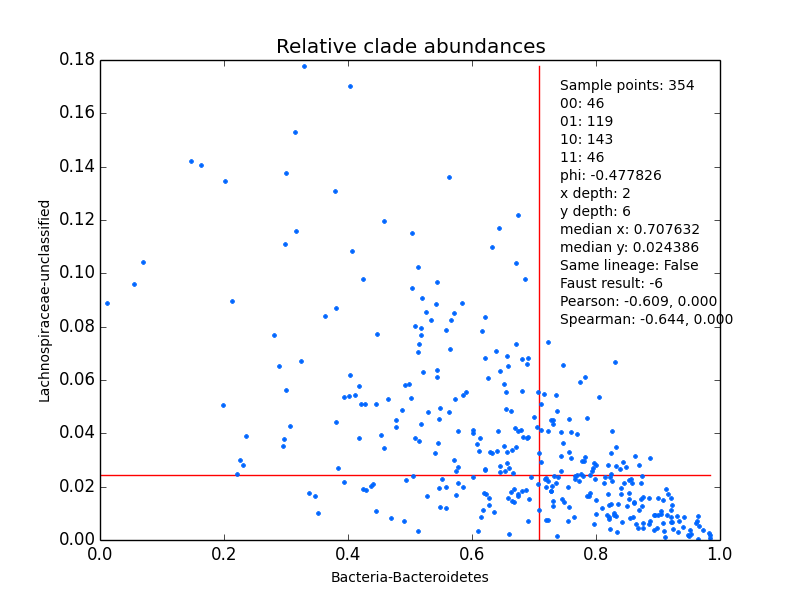 Relative clade abundances
0.18
0.16
0.14
0.12
0.10
0.08
0.06
0.04
0.02
0.00
Lachnospiraceae-unclassified
Sample points: 354
00: 46
01: 119
10: 143
11: 46
phi: -0.477826
x depth: 2
y depth: 6
median x: 0.707632
median y: 0.024386
Same lineage: False
Faust result: -6
Pearson: -0.609, 0.000
Spearman: -0.644, 0.000
0.0 0.2 0.4 0.6 0.8 1.0
Bacteria-Bacteroidetes